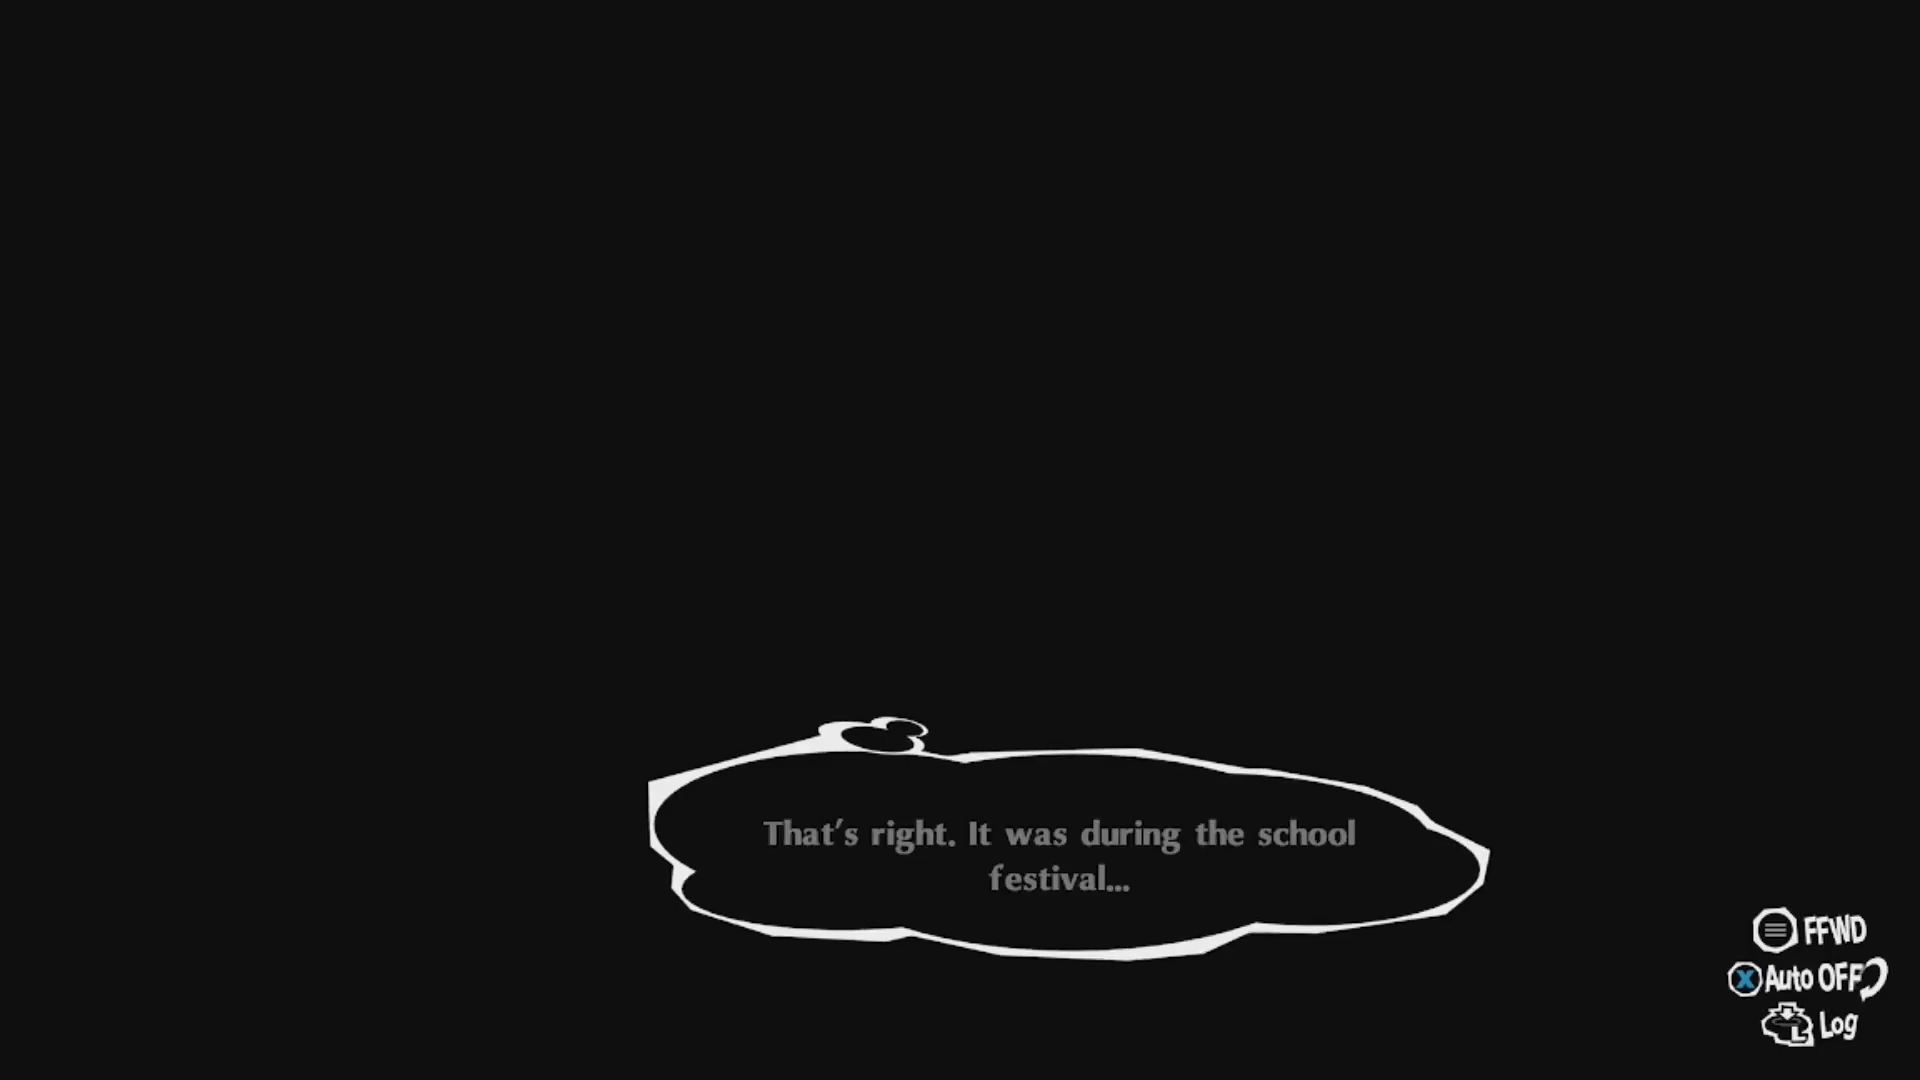 That's right. It was during the school
festival...
FFWD
X Auto OFF
L Log